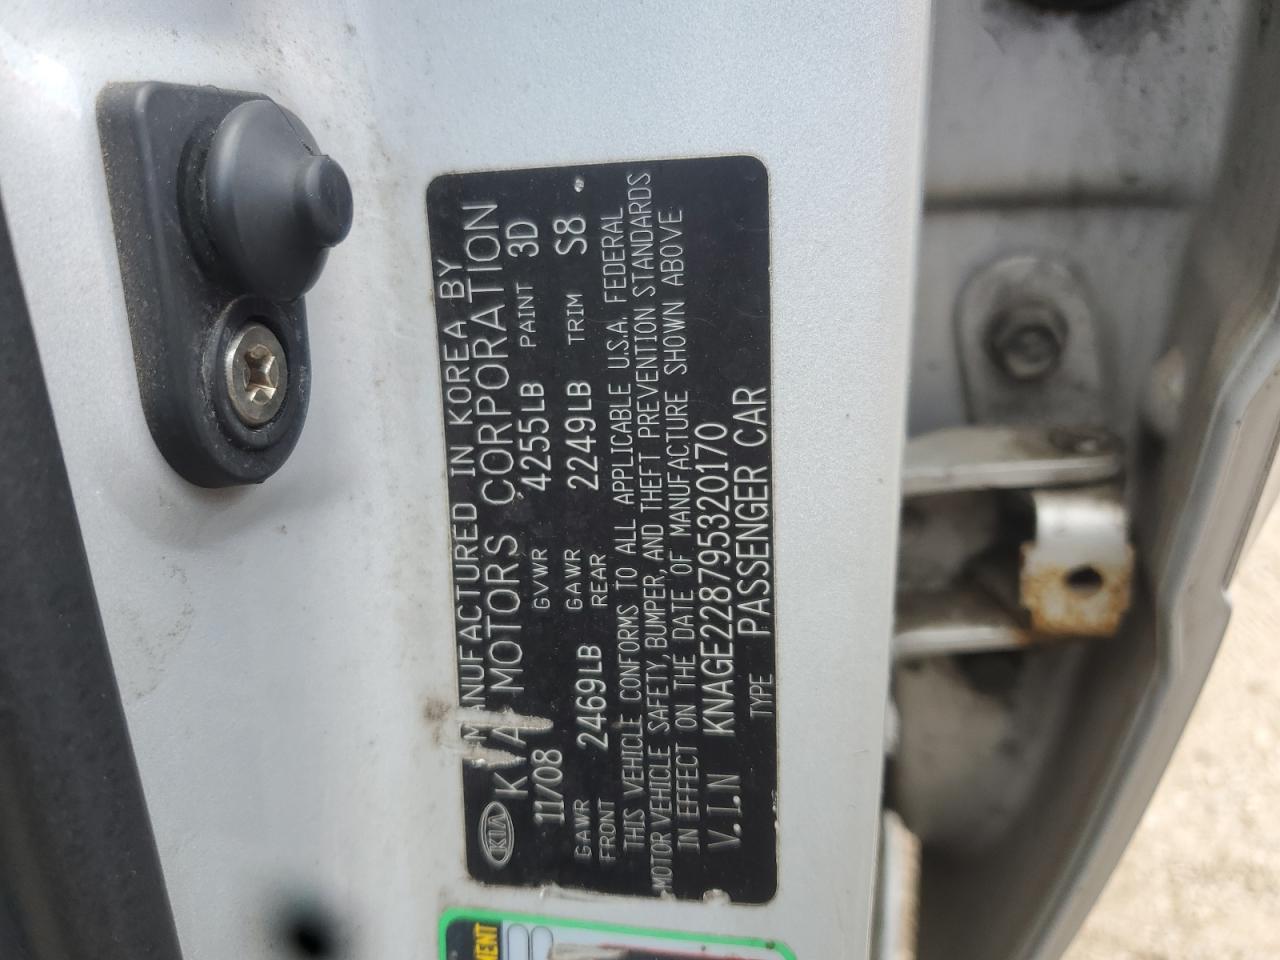 MANUFACTURED IN KOREA BY
KIA KIA MOTORS CORPORATION
11/08 GVWR 4255LB PAINT 3D
GAWR FRONT 2469LB GAWR REAR 2249LB TRIM S8
THIS VEHICLE CONFORMS TO ALL APPLICABLE U.S.A. FEDERAL
MOTOR VEHICLE SAFETY, BUMPER, AND THEFT PREVENTION STANDARDS
IN EFFECT ON THE DATE OF MANUFACTURE SHOWN ABOVE
V.I.N KNAGE228795320170
TYPE PASSENGER CAR